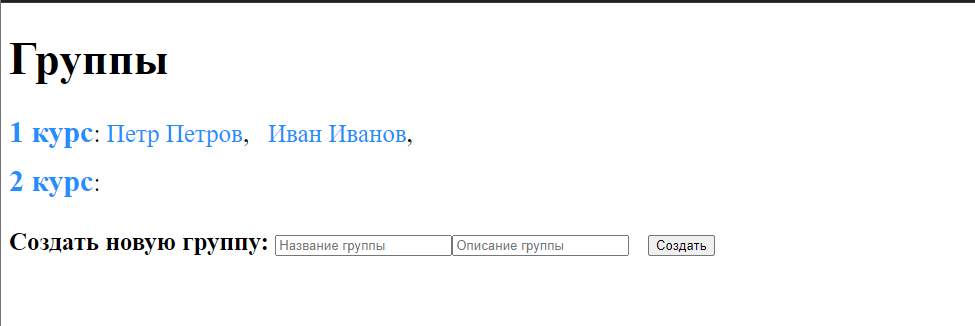 Группы
1 курс: Петр Петров, Иван Иванов,
2 курс:
Создать новую группу: Название группы Описание группы Создать